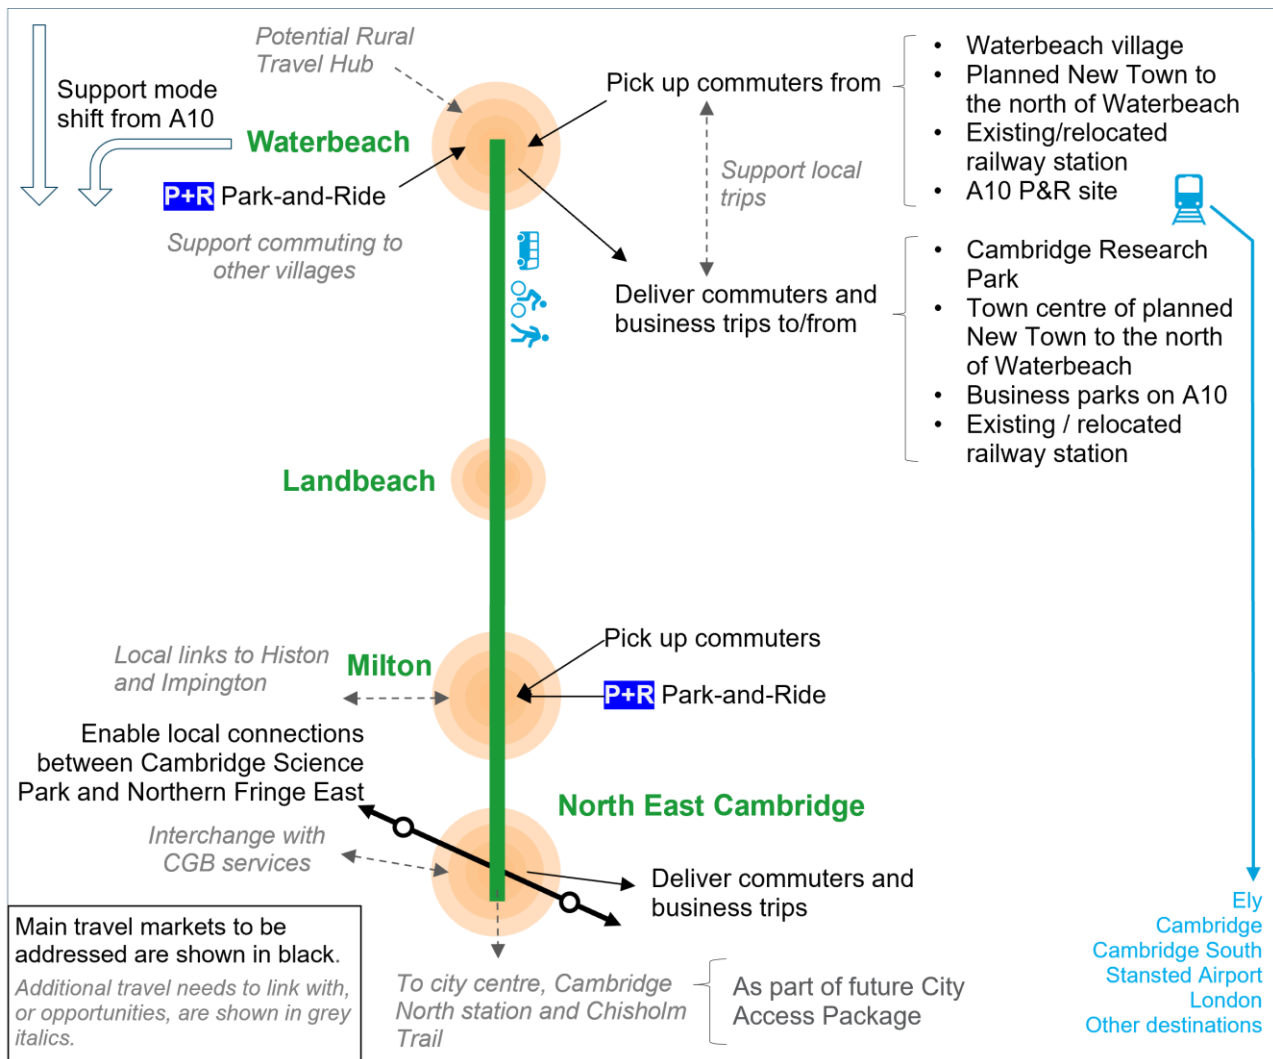 Potential Rural
Travel Hub
Support mode
shift from A10
Waterbeach
P+R Park-and-Ride
Support commuting to
other villages
Pick up commuters from
• Waterbeach village
• Planned New Town to
the north of Waterbeach
• Existing/relocated
railway station
• A10 P&R site
Support local
trips
Deliver commuters and
business trips to/from
• Cambridge Research
Park
• Town centre of planned
New Town to the north
of Waterbeach
• Business parks on A10
• Existing / relocated
railway station
Landbeach
Local links to Histon
and Impington
Milton
Pick up commuters
P+R Park-and-Ride
Enable local connections
between Cambridge Science
Park and Northern Fringe East
North East Cambridge
Interchange with
CGB services
Deliver commuters and
business trips
Main travel markets to be
addressed are shown in black.
Additional travel needs to link with,
or opportunities, are shown in grey
italics.
To city centre, Cambridge
North station and Chisholm
Trail
As part of future City
Access Package
Ely
Cambridge
Cambridge South
Stansted Airport
London
Other destinations